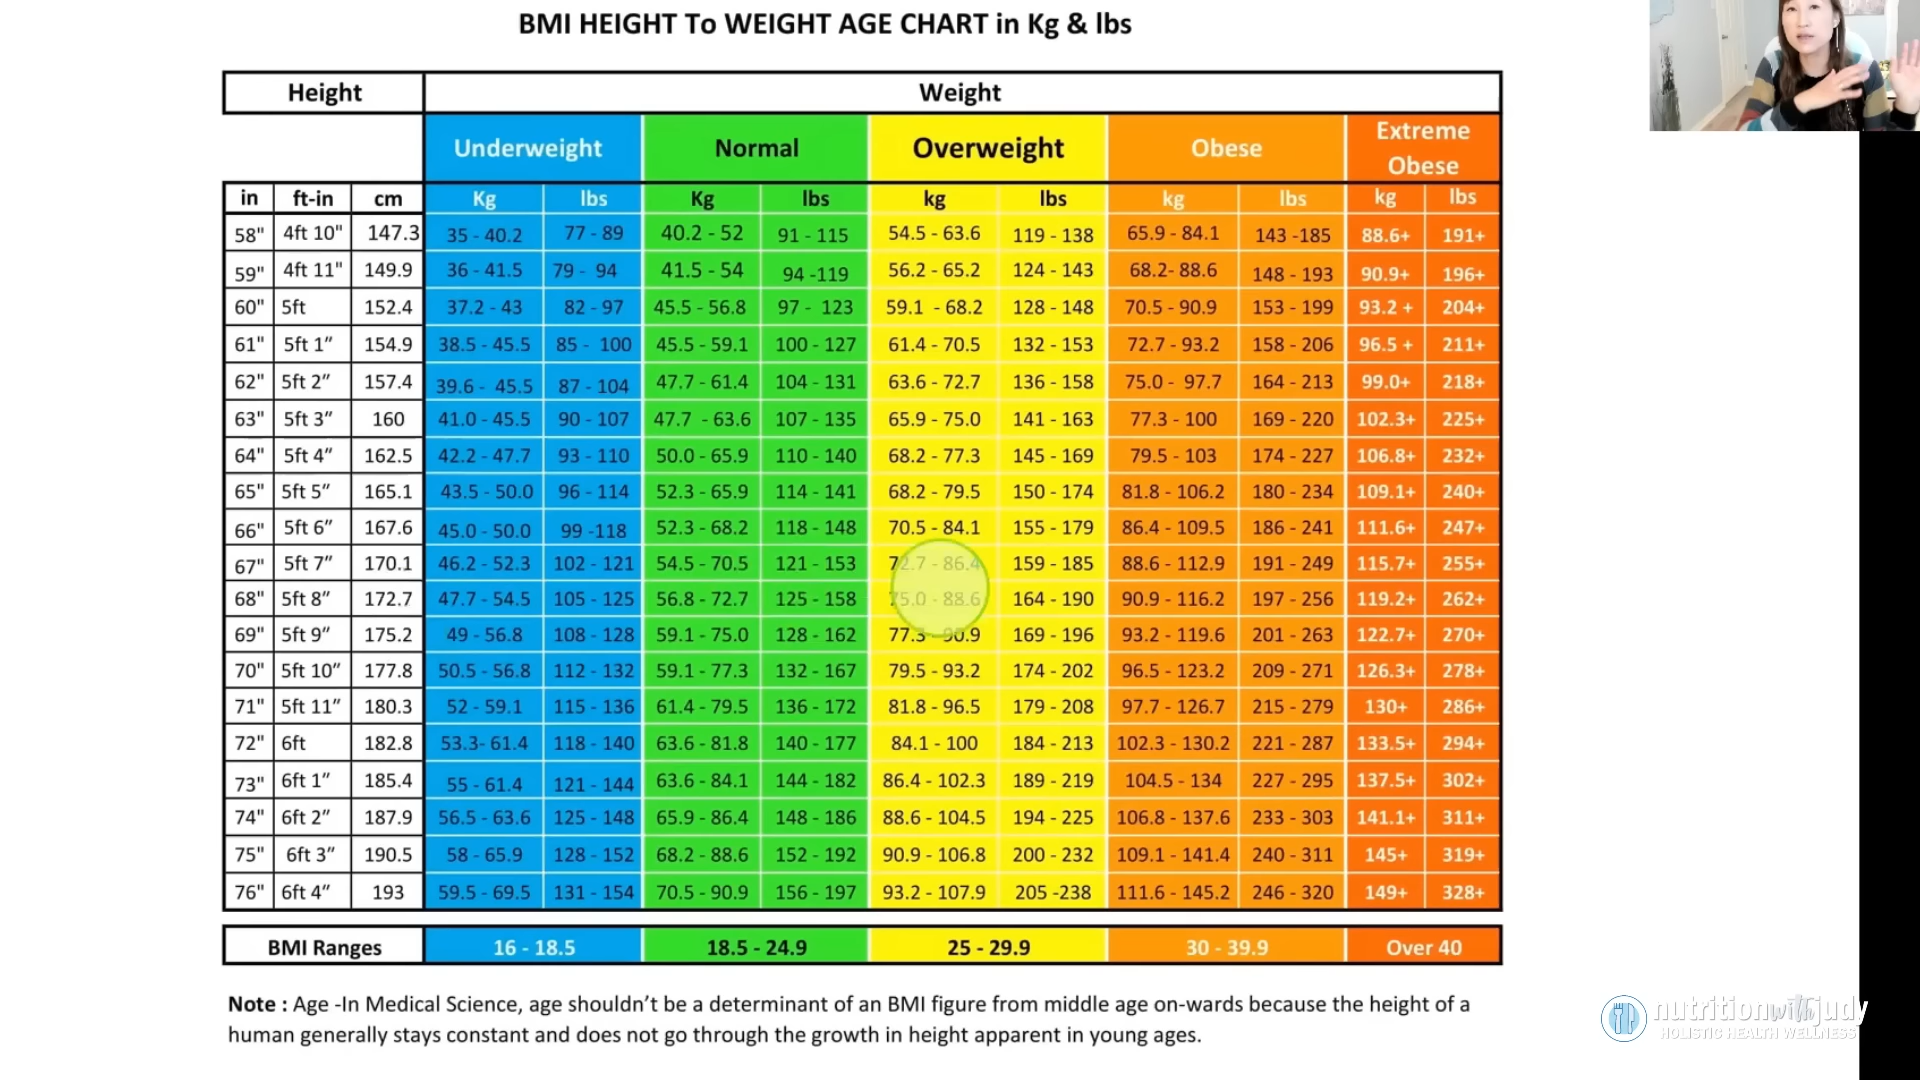 BMI HEIGHT To WEIGHT AGE CHART in Kg & lbs
Height Weight
Underweight Normal Overweight Obese Extreme Obese
in ft-in cm Kg lbs Kg lbs kg lbs kg lbs kg lbs
58" 4ft 10" 147.3 35 - 40.2 77 - 89 40.2 - 52 91 - 115 54.5 - 63.6 119 - 138 65.9 - 84.1 143 -185 88.6+ 191+
59" 4ft 11" 149.9 36 - 41.5 79 - 94 41.5 - 54 94 -119 56.2 - 65.2 124 - 143 68.2- 88.6 148 - 193 90.9+ 196+
60" 5ft 152.4 37.2 - 43 82 - 97 45.5 - 56.8 97 - 123 59.1 - 68.2 128 - 148 70.5 - 90.9 153 - 199 93.2 + 204+
61" 5ft 1” 154.9 38.5 - 45.5 85 - 100 45.5 - 59.1 100 - 127 61.4 - 70.5 132 - 153 72.7 - 93.2 158 - 206 96.5 + 211+
62" 5ft 2” 157.4 39.6 - 45.5 87 - 104 47.7 - 61.4 104 - 131 63.6 - 72.7 136 - 158 75.0 - 97.7 164 - 213 99.0+ 218+
63" 5ft 3” 160 41.0 - 45.5 90 - 107 47.7 - 63.6 107 - 135 65.9 - 75.0 141 - 163 77.3 - 100 169 - 220 102.3+ 225+
64" 5ft 4” 162.5 42.2 - 47.7 93 - 110 50.0 - 65.9 110 - 140 68.2 - 77.3 145 - 169 79.5 - 103 174 - 227 106.8+ 232+
65" 5ft 5” 165.1 43.5 - 50.0 96 - 114 52.3 - 65.9 114 - 141 68.2 - 79.5 150 - 174 81.8 - 106.2 180 - 234 109.1+ 240+
66" 5ft 6” 167.6 45.0 - 50.0 99 -118 52.3 - 68.2 118 - 148 70.5 - 84.1 155 - 179 86.4 - 109.5 186 - 241 111.6+ 247+
67" 5ft 7” 170.1 46.2 - 52.3 102 - 121 54.5 - 70.5 121 - 153 72.7 - 86.4 159 - 185 88.6 - 112.9 191 - 249 115.7+ 255+
68" 5ft 8” 172.7 47.7 - 54.5 105 - 125 56.8 - 72.7 125 - 158 75.0 - 88.6 164 - 190 90.9 - 116.2 197 - 256 119.2+ 262+
69" 5ft 9” 175.2 49 - 56.8 108 - 128 59.1 - 75.0 128 - 162 77.3 - 90.9 169 - 196 93.2 - 119.6 201 - 263 122.7+ 270+
70" 5ft 10” 177.8 50.5 - 56.8 112 - 132 59.1 - 77.3 132 - 167 79.5 - 93.2 174 - 202 96.5 - 123.2 209 - 271 126.3+ 278+
71" 5ft 11” 180.3 52 - 59.1 115 - 136 61.4 - 79.5 136 - 172 81.8 - 96.5 179 - 208 97.7 - 126.7 215 - 279 130+ 286+
72" 6ft 182.8 53.3- 61.4 118 - 140 63.6 - 81.8 140 - 177 84.1 - 100 184 - 213 102.3 - 130.2 221 - 287 133.5+ 294+
73" 6ft 1” 185.4 55 - 61.4 121 - 144 63.6 - 84.1 144 - 182 86.4 - 102.3 189 - 219 104.5 - 134 227 - 295 137.5+ 302+
74" 6ft 2” 187.9 56.5 - 63.6 125 - 148 65.9 - 86.4 148 - 186 88.6 - 104.5 194 - 225 106.8 - 137.6 233 - 303 141.1+ 311+
75" 6ft 3” 190.5 58 - 65.9 128 - 152 68.2 - 88.6 152 - 192 90.9 - 106.8 200 - 232 109.1 - 141.4 240 - 311 145+ 319+
76" 6ft 4” 193 59.5 - 69.5 131 - 154 70.5 - 90.9 156 - 197 93.2 - 107.9 205 -238 111.6 - 145.2 246 - 320 149+ 328+
BMI Ranges 16 - 18.5 18.5 - 24.9 25 - 29.9 30 - 39.9 Over 40
Note : Age -In Medical Science, age shouldn’t be a determinant of an BMI figure from middle age on-wards because the height of a
human generally stays constant and does not go through the growth in height apparent in young ages.
nutritionwithjudy
HOLISTIC HEALTH WELLNESS